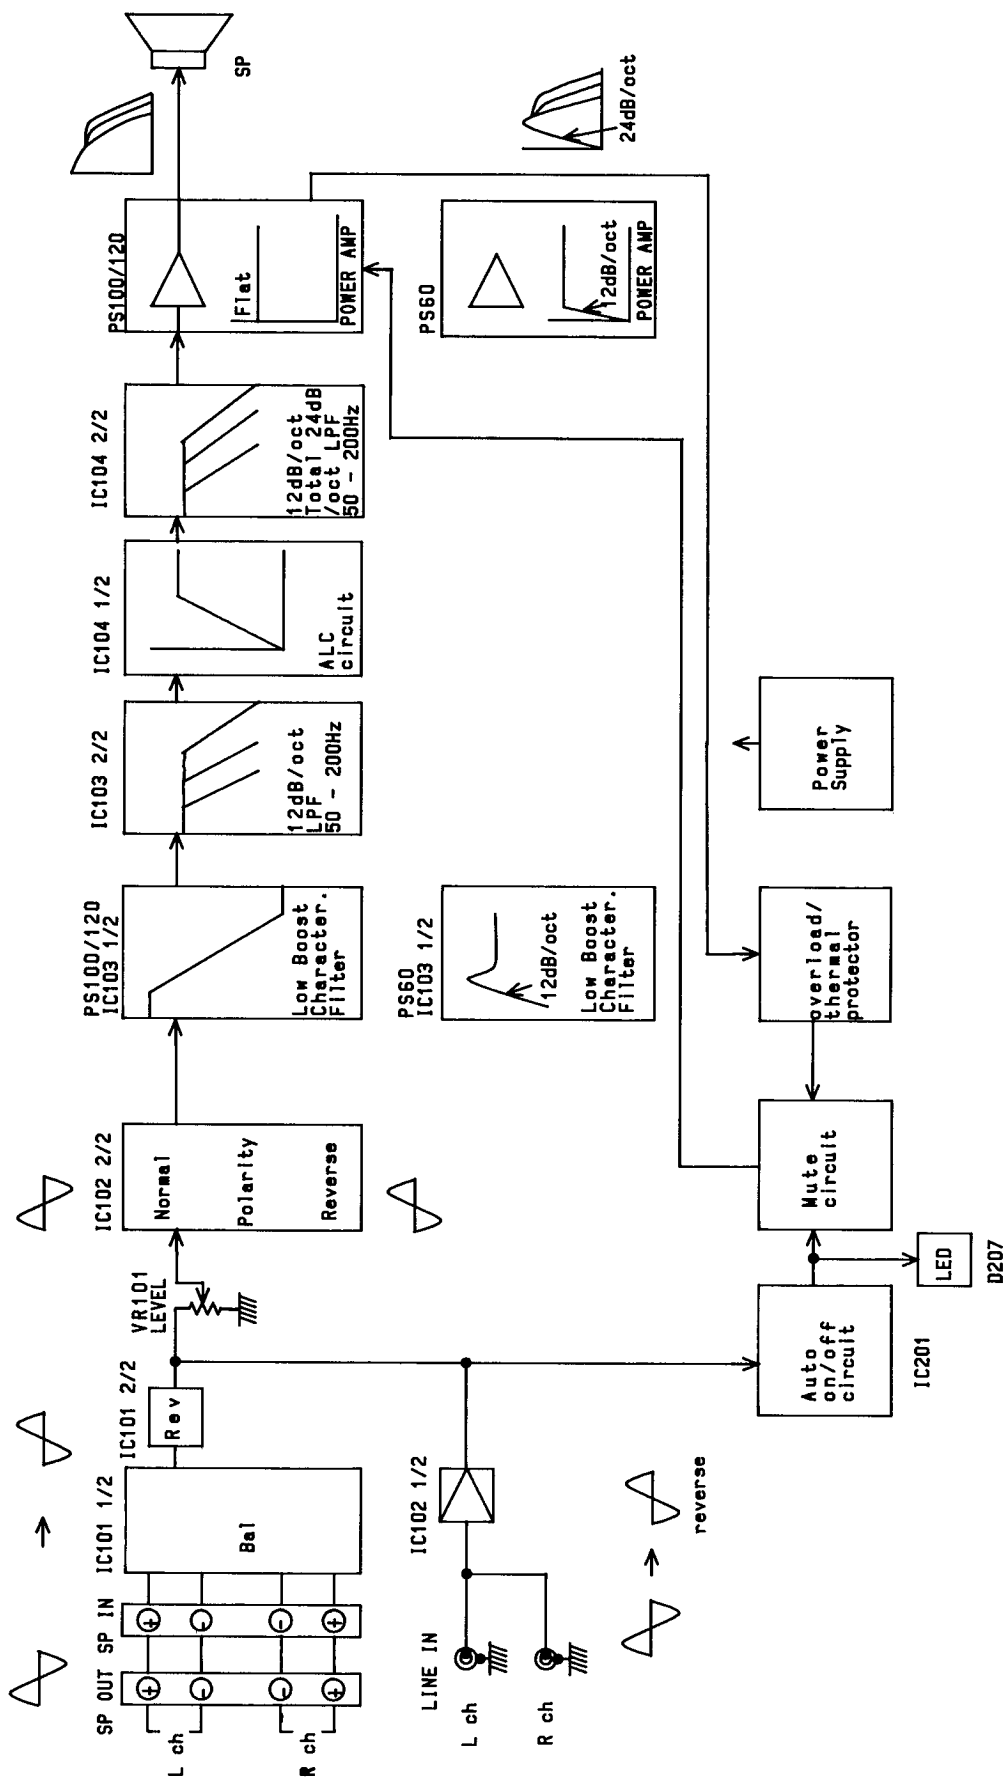 SP OUT SP IN
L ch
R ch
+
-
-
+
+
-
-
+
IC101 1/2
Bal
IC101 2/2
Rev
VR101
LEVEL
IC102 2/2
Normal
Polarity
Reverse
PS100/120
IC103 1/2
Low Boost
Character.
Filter
IC103 2/2
12dB/oct
LPF
50 - 200Hz
IC104 1/2
ALC
circuit
IC104 2/2
12dB/oct
Total 24dB
/oct LPF
50 - 200Hz
PS100/120
Flat
POWER AMP
SP
LINE IN
L ch
R ch
IC102 1/2
reverse
PS60
IC103 1/2
12dB/oct
Low Boost
Character.
Filter
PS60
12dB/oct
POWER AMP
24dB/oct
Auto
on/off
circuit
IC201
LED
D207
Mute
circuit
overload/
thermal
protector
Power
Supply